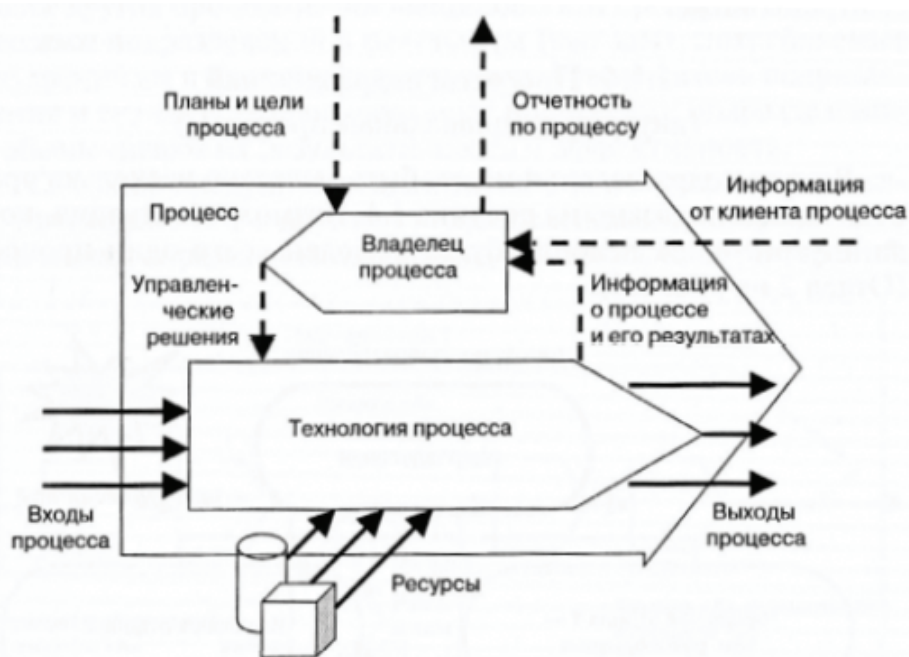 Планы и цели
процесса
Отчетность
по процессу
Информация
от клиента процесса
Процесс
Владелец
процесса
Управлен-
ческие
решения
Информация
о процессе
и его результатах
Технология процесса
Входы
процесса
Выходы
процесса
Ресурсы